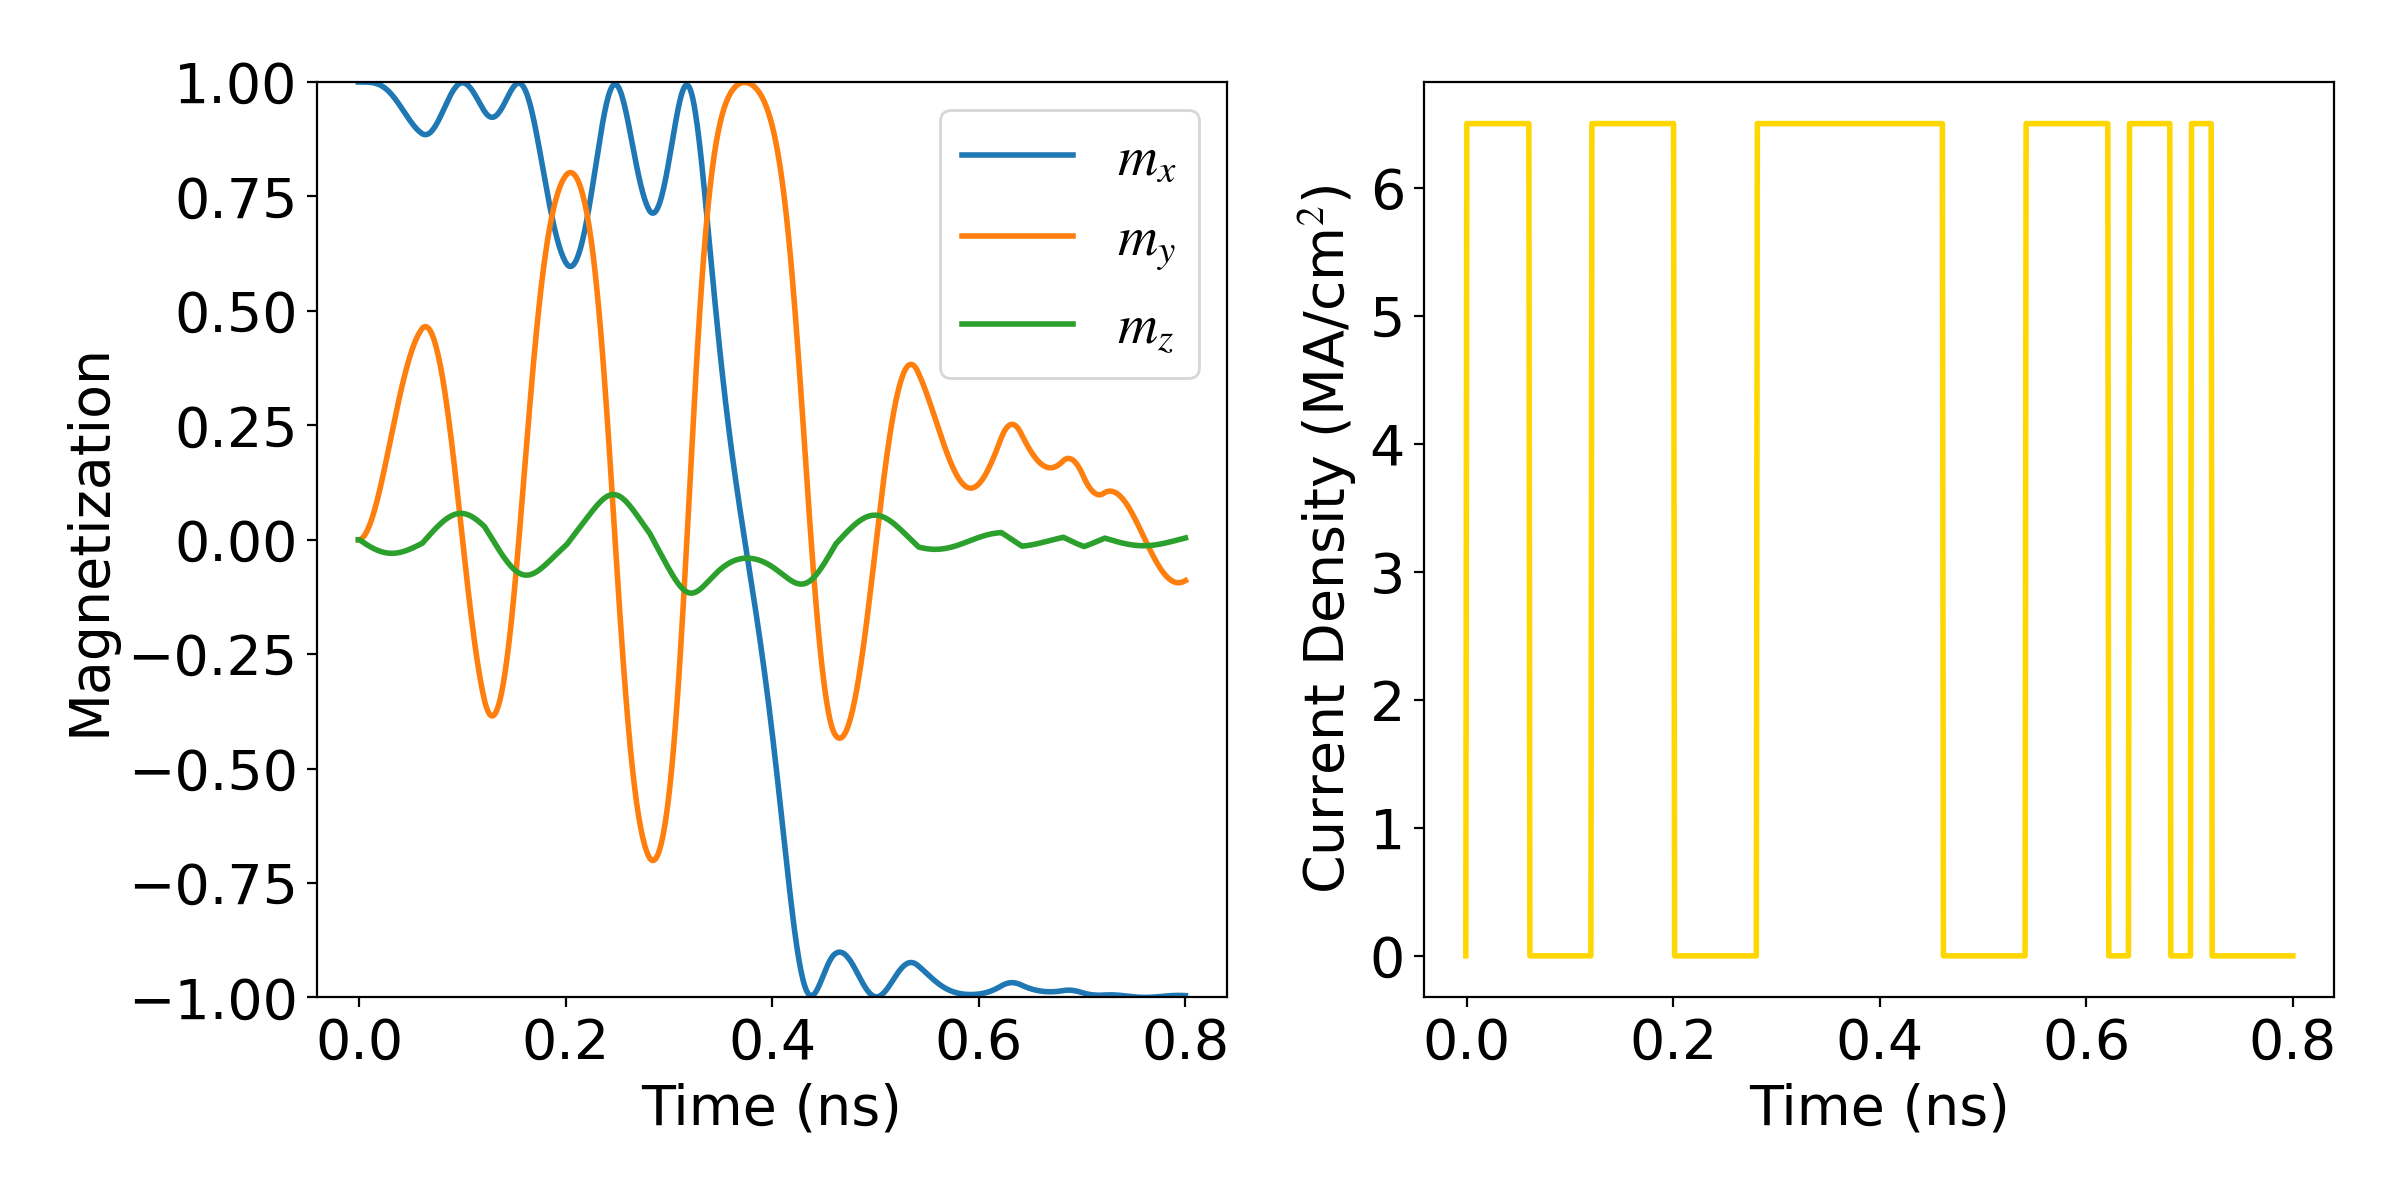 1.00
0.75
0.50
0.25
0.00
−0.25
−0.50
−0.75
−1.00
Magnetization
0.0 0.2 0.4 0.6 0.8
Time (ns)
m_x
m_y
m_z
6
5
4
3
2
1
0
Current Density (MA/cm²)
0.0 0.2 0.4 0.6 0.8
Time (ns)